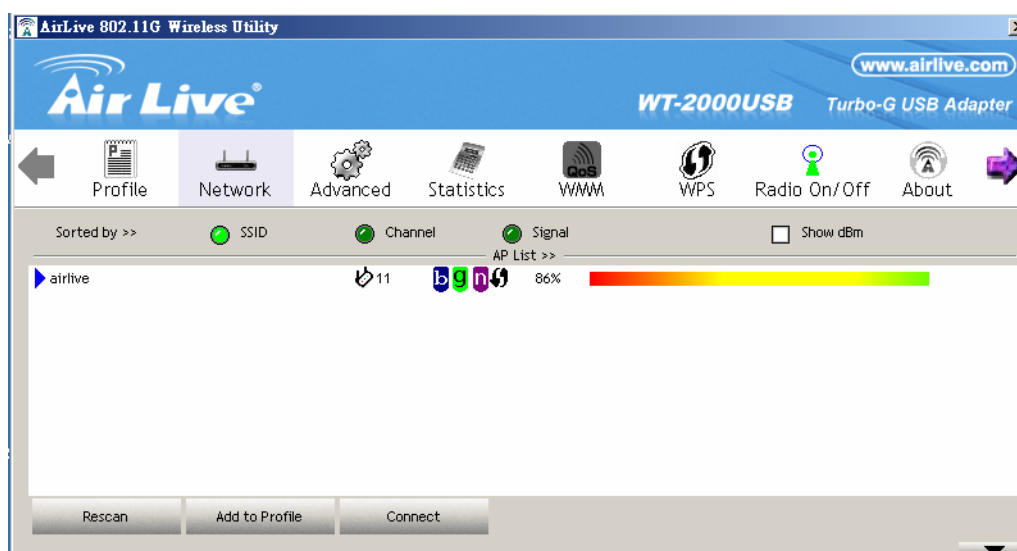 AirLive 802.11G Wireless Utility
www.airlive.com
Air Live®
WT-2000USB Turbo-G USB Adapter
Profile Network Advanced Statistics QoS WMM WPS Radio On/Off About
Sorted by >> SSID Channel Signal Show dBm
AP List >>
airlive 11 b g n 86%
Rescan Add to Profile Connect